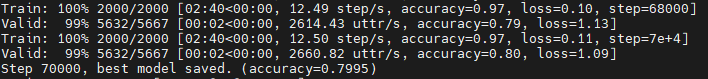 Train: 100% 2000/2000 [02:40<00:00, 12.49 step/s, accuracy=0.97, loss=0.10, step=68000]
Valid:  99% 5632/5667 [00:02<00:00, 2614.43 uttr/s, accuracy=0.79, loss=1.13]
Train: 100% 2000/2000 [02:40<00:00, 12.50 step/s, accuracy=0.97, loss=0.11, step=7e+4]
Valid:  99% 5632/5667 [00:02<00:00, 2660.82 uttr/s, accuracy=0.80, loss=1.09]
Step 70000, best model saved. (accuracy=0.7995)